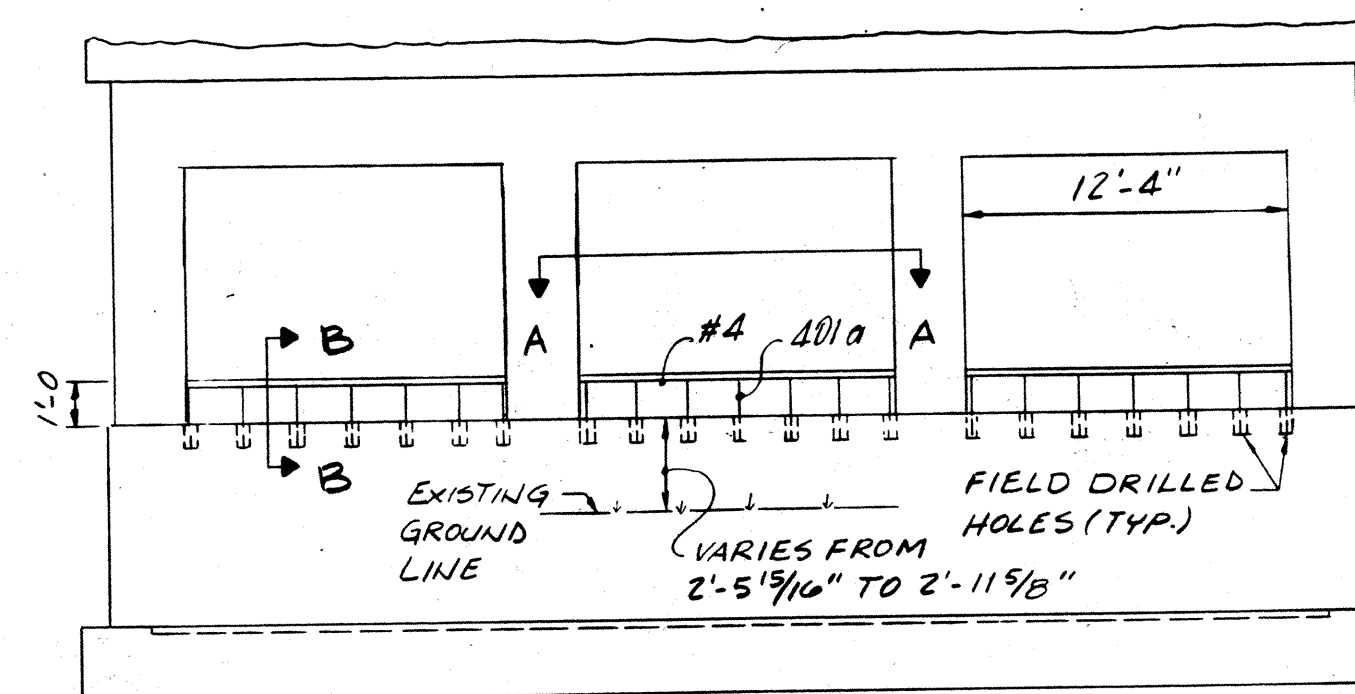 12'-4"
#4
401a
A
A
B
B
1'-0
EXISTING
GROUND
LINE
VARIES FROM
2'-5 15/16" TO 2'-11 5/8"
FIELD DRILLED
HOLES (TYP.)